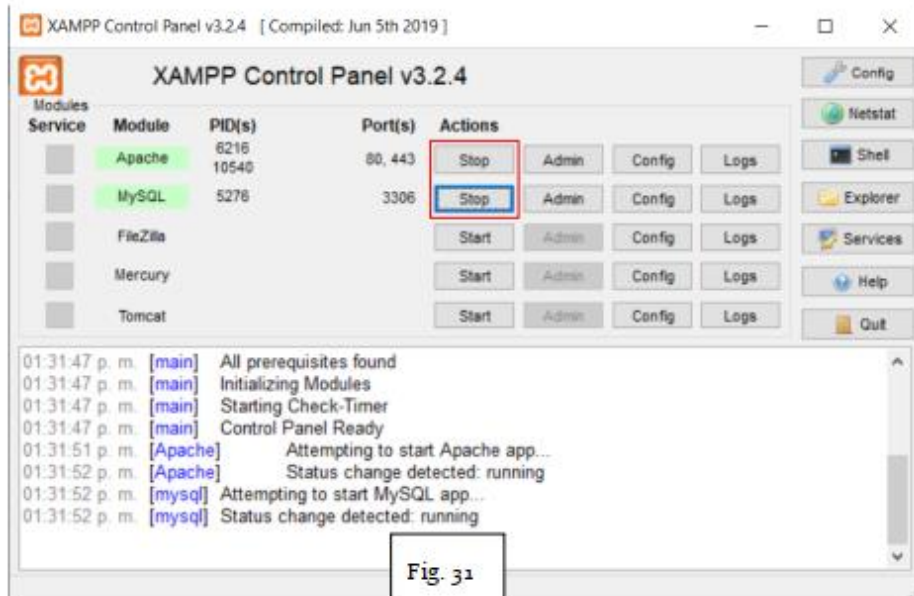 XAMPP Control Panel v3.2.4 [ Compiled: Jun 5th 2019 ]
XAMPP Control Panel v3.2.4
Config
Modules
Service Module PID(s) Port(s) Actions
Netstat
Apache 6216 10540 80, 443 Stop Admin Config Logs
Shell
MySQL 5276 3306 Stop Admin Config Logs
Explorer
FileZilla Start Admin Config Logs
Services
Mercury Start Admin Config Logs
Help
Tomcat Start Admin Config Logs
Quit
01:31:47 p. m. [main] All prerequisites found
01:31:47 p. m. [main] Initializing Modules
01:31:47 p. m. [main] Starting Check-Timer
01:31:47 p. m. [main] Control Panel Ready
01:31:51 p. m. [Apache] Attempting to start Apache app...
01:31:52 p. m. [Apache] Status change detected: running
01:31:52 p. m. [mysql] Attempting to start MySQL app...
01:31:52 p. m. [mysql] Status change detected: running
Fig. 31